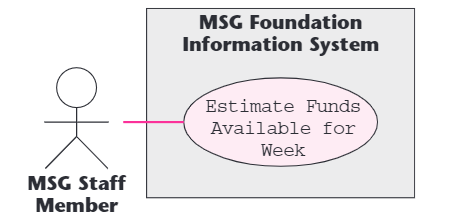 MSG Foundation
Information System
Estimate Funds
Available for
Week
MSG Staff
Member